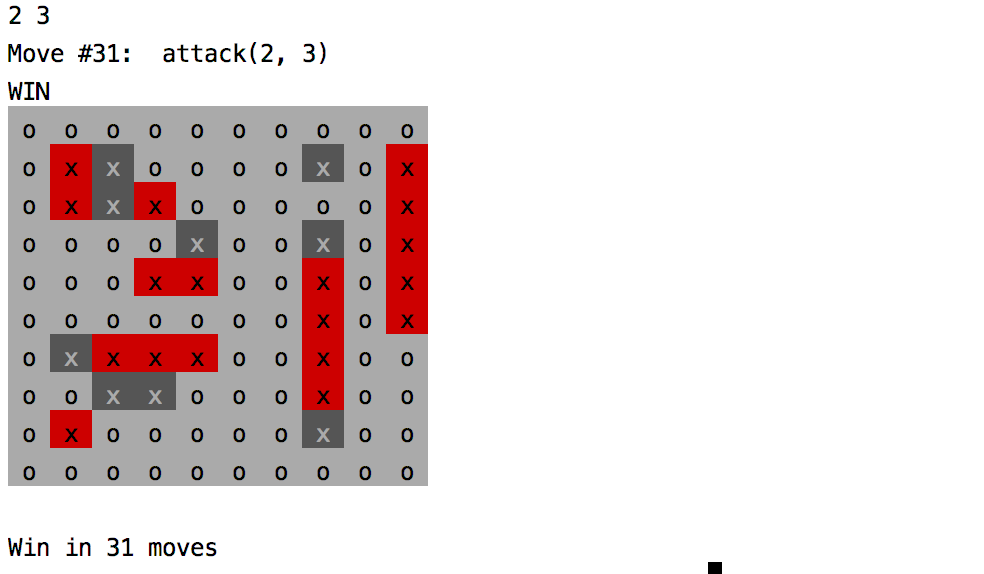 2 3
Move #31:  attack(2, 3)
WIN
o o o o o o o o o o
o x x o o o o x o x
o x x x o o o o o x
o o o o x o o x o x
o o o x x o o x o x
o o o o o o o x o x
o x x x x o o x o o
o o x x o o o x o o
o x o o o o o x o o
o o o o o o o o o o
Win in 31 moves